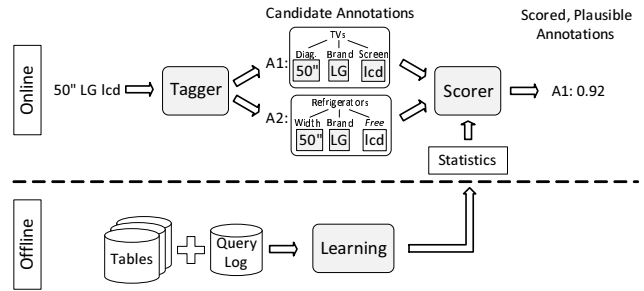 Candidate Annotations
Scored, Plausible
Annotations
Online
50" LG lcd
Tagger
A1:
TVs
Diag. Brand Screen
50" LG lcd
A2:
Refrigerators
Width Brand Free
50" LG lcd
Scorer
A1: 0.92
Statistics
Offline
Tables
Query
Log
Learning